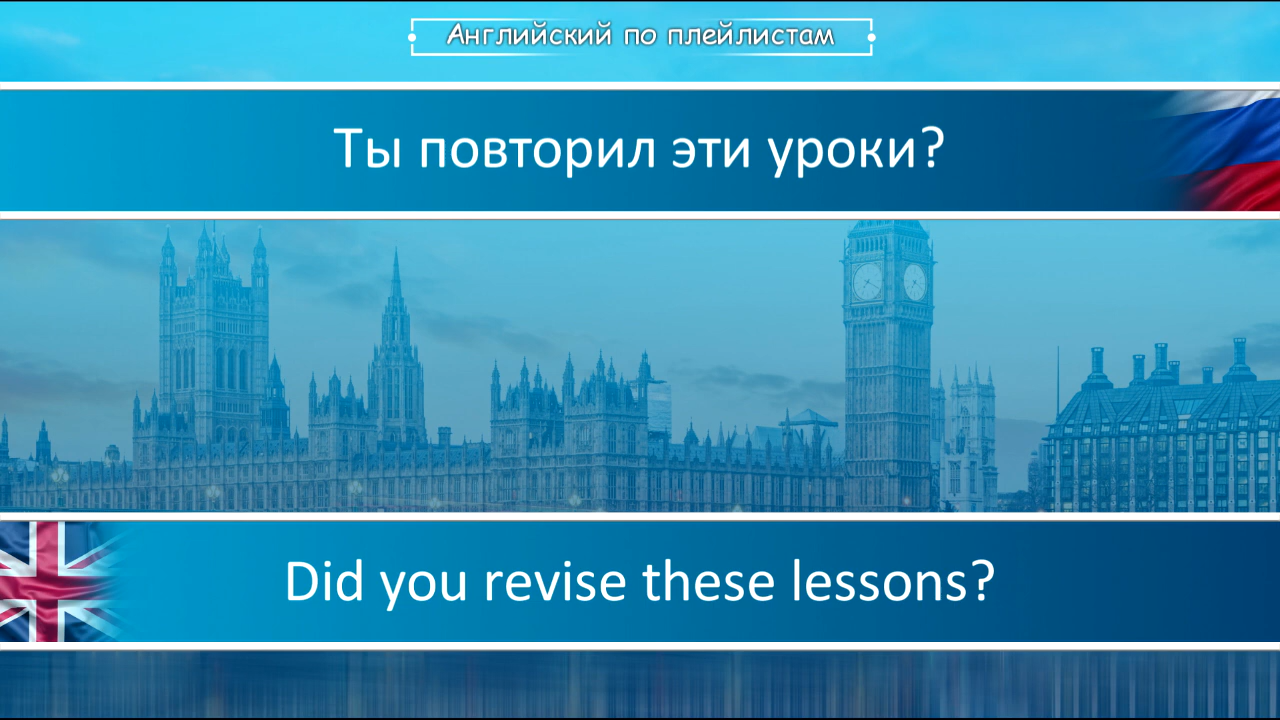 Английский по плейлистам
Ты повторил эти уроки?
Did you revise these lessons?